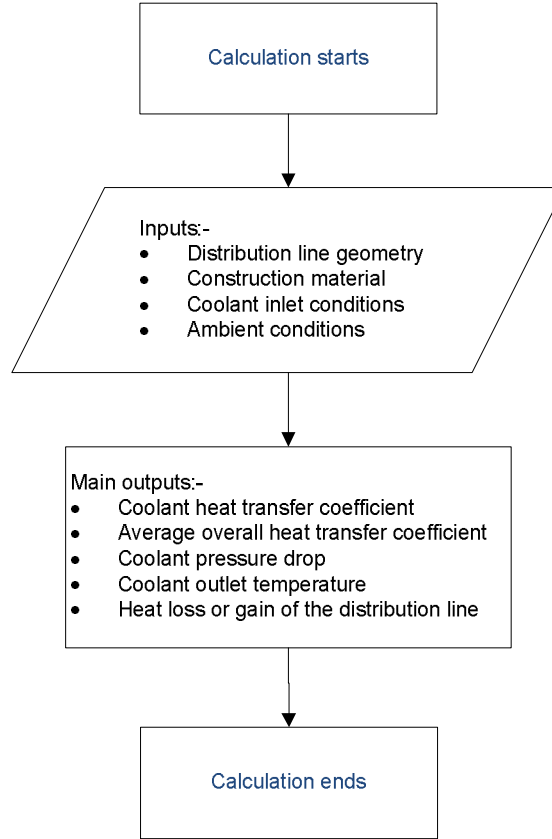 Calculation starts
Inputs:-
• Distribution line geometry
• Construction material
• Coolant inlet conditions
• Ambient conditions
Main outputs:-
• Coolant heat transfer coefficient
• Average overall heat transfer coefficient
• Coolant pressure drop
• Coolant outlet temperature
• Heat loss or gain of the distribution line
Calculation ends